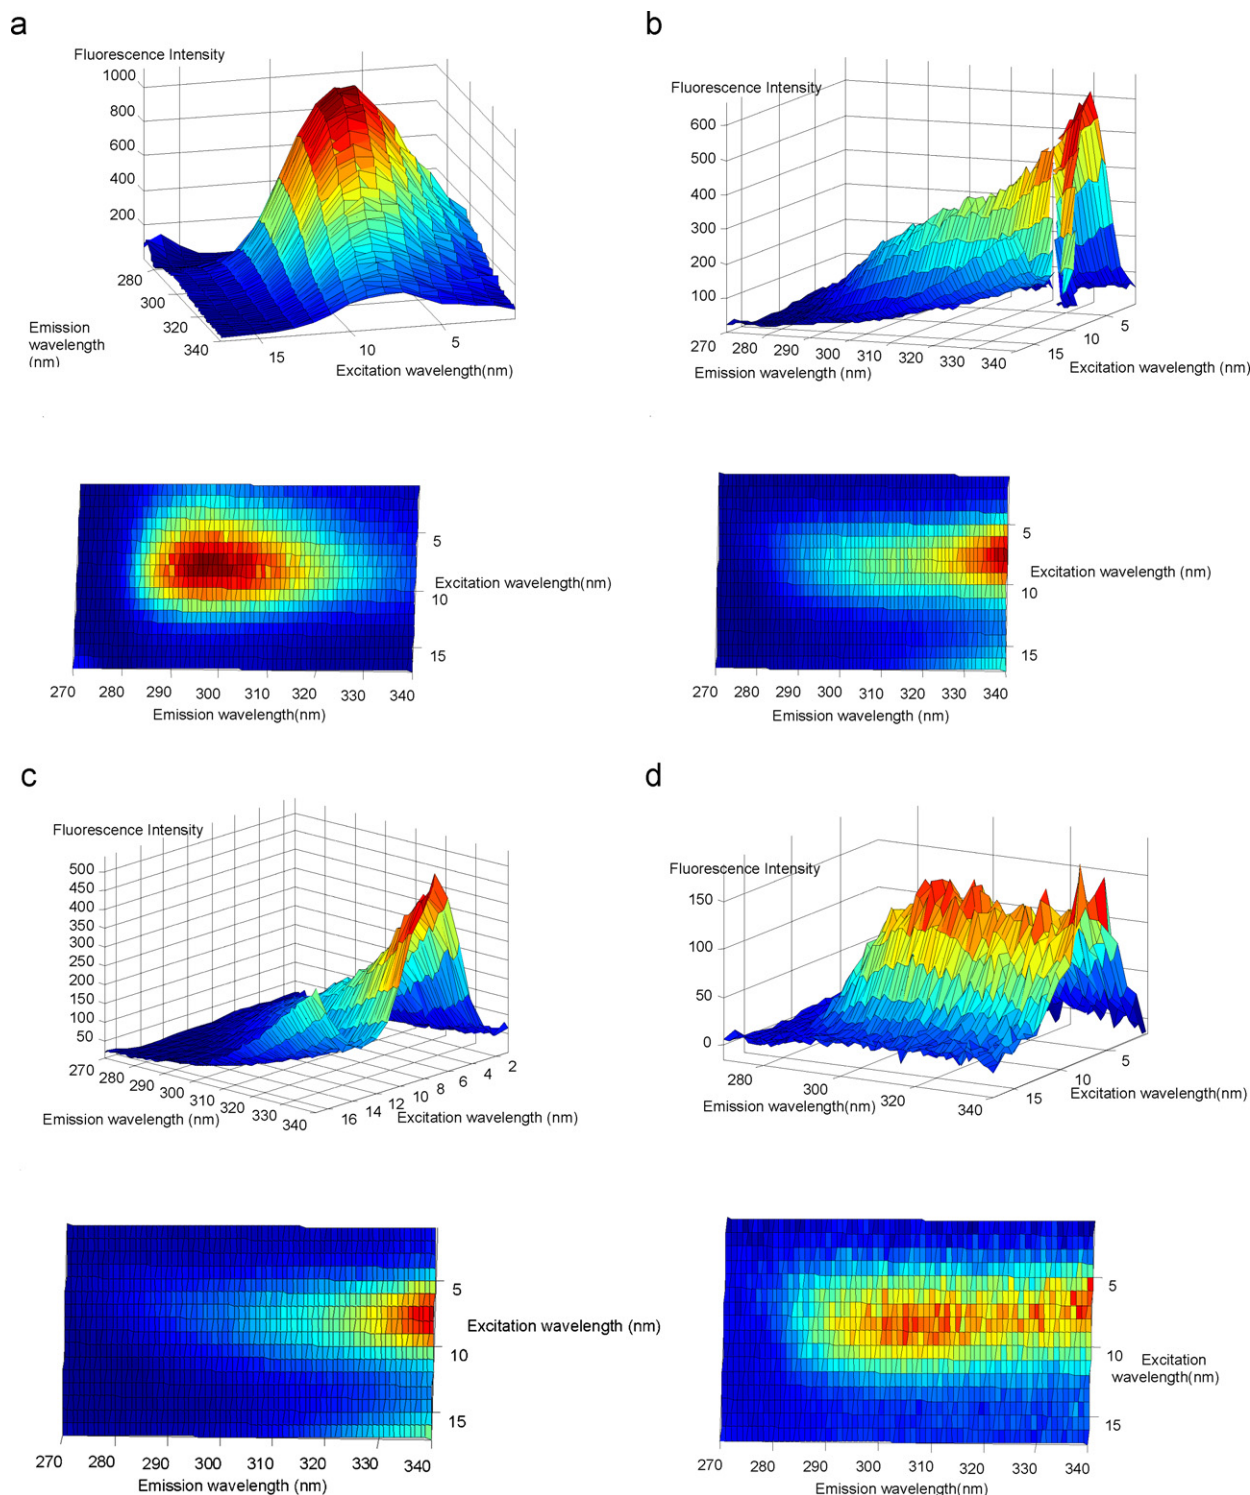 a
Fluorescence Intensity
1000
800
600
400
200
280
300
320
340
Emission
wavelength
(nm)
15
10
5
Excitation wavelength(nm)
b
Fluorescence Intensity
600
500
400
300
200
100
270
280
290
300
310
320
330
340
Emission wavelength (nm)
15
10
5
Excitation wavelength(nm)
5
10
15
Excitation wavelength(nm)
270 280 290 300 310 320 330 340
Emission wavelength(nm)
5
10
15
Excitation wavelength (nm)
270 280 290 300 310 320 330 340
Emission wavelength (nm)
c
Fluorescence Intensity
500
450
400
350
300
250
200
150
100
50
270
280
290
300
310
320
330
340
Emission wavelength (nm)
16
14
12
10
8
6
4
2
Excitation wavelength (nm)
d
Fluorescence Intensity
150
100
50
0
280
300
320
340
Emission wavelength(nm)
15
10
5
Excitation wavelength(nm)
5
10
15
Excitation wavelength (nm)
270 280 290 300 310 320 330 340
Emission wavelength (nm)
5
10
15
Excitation
wavelength(nm)
270 280 290 300 310 320 330 340
Emission wavelength(nm)